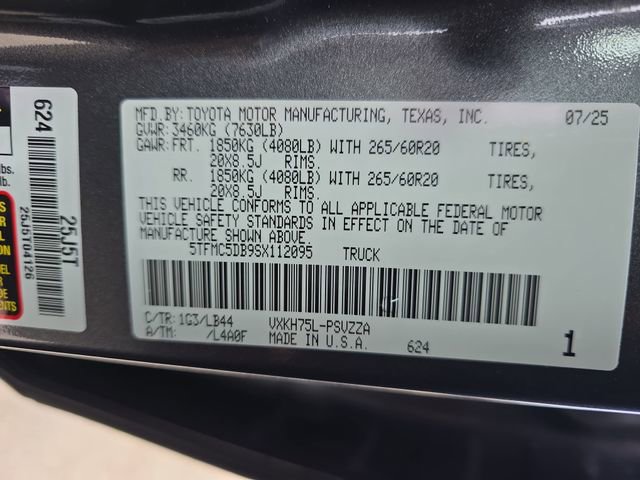 MFD.BY:TOYOTA MOTOR MANUFACTURING, TEXAS, INC. 07/25
GVWR: 3460KG (7630LB)
GAWR:FRT. 1850KG (4080LB) WITH 265/60R20 TIRES,
20X8.5J RIMS.
RR. 1850KG (4080LB) WITH 265/60R20 TIRES,
20X8.5J RIMS.
THIS VEHICLE CONFORMS TO ALL APPLICABLE FEDERAL MOTOR
VEHICLE SAFETY STANDARDS IN EFFECT ON THE DATE OF
MANUFACTURE SHOWN ABOVE.
5TFMC5DB9SX112095 TRUCK
C/TR: 1G3/LB44 VXKH75L-PSVZZA
A/TM: /L4A0F MADE IN U.S.A. 624 1
624
25J5T
25J5T04126
lbs.
lb.